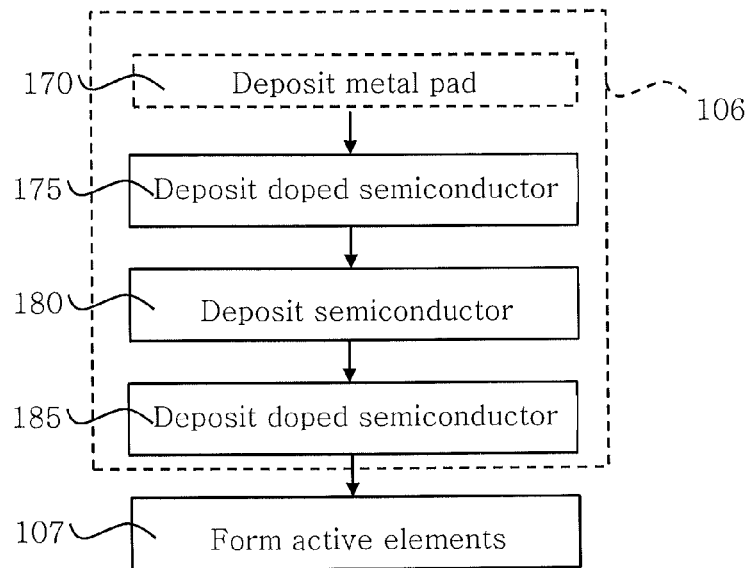 170 Deposit metal pad
106
175 Deposit doped semiconductor
180 Deposit semiconductor
185 Deposit doped semiconductor
107 Form active elements